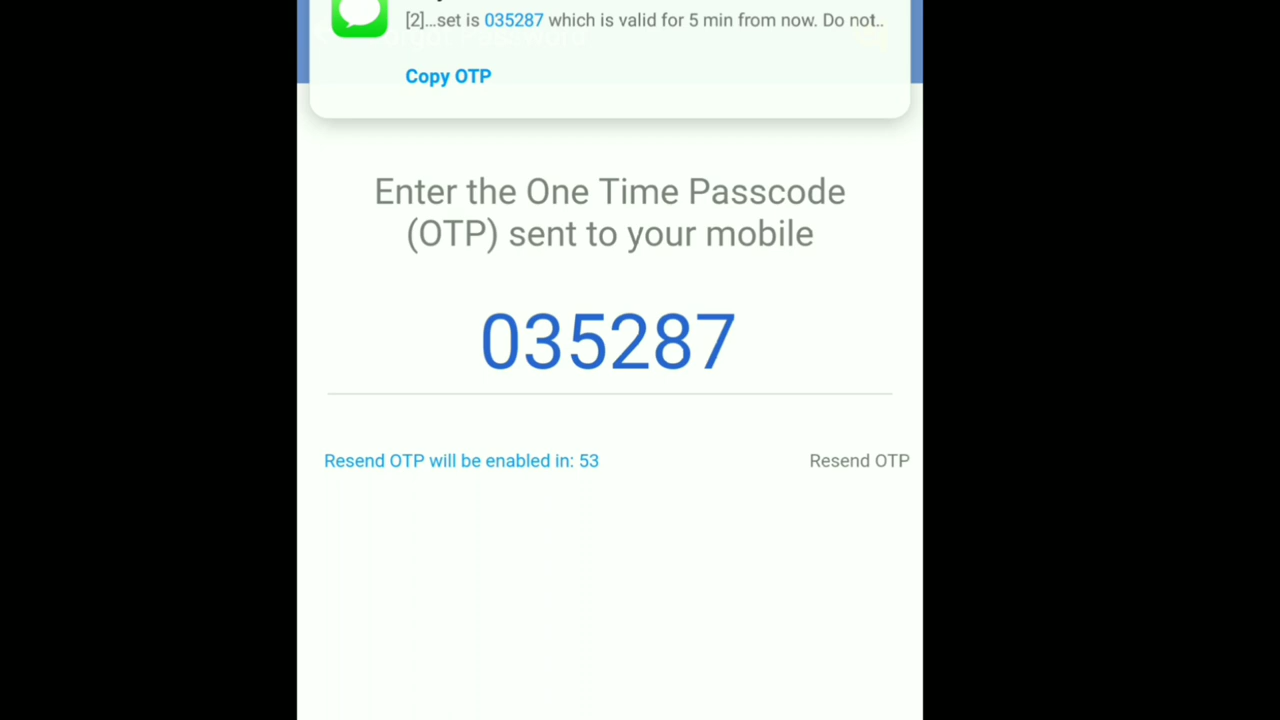 [2]...set is 035287 which is valid for 5 min from now. Do not..
Copy OTP
Enter the One Time Passcode
(OTP) sent to your mobile
035287
Resend OTP will be enabled in: 53
Resend OTP